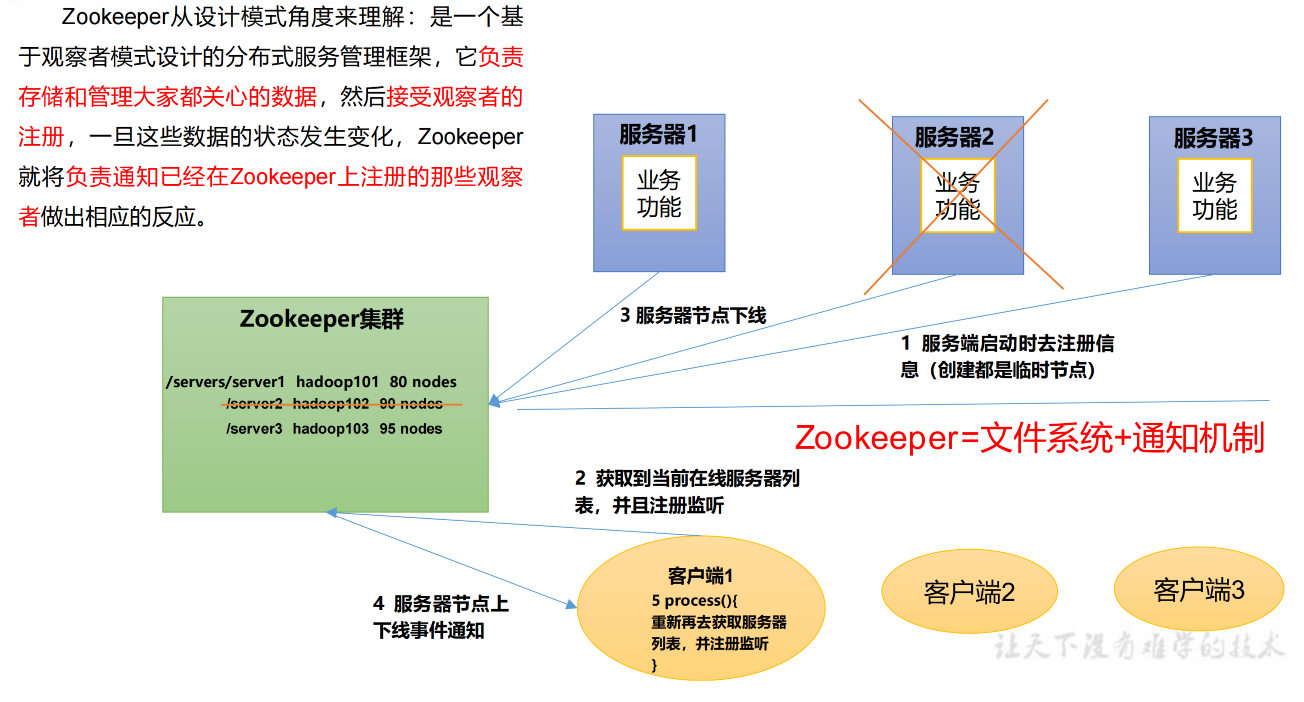 Zookeeper从设计模式角度来理解：是一个基
于观察者模式设计的分布式服务管理框架，它负责
存储和管理大家都关心的数据，然后接受观察者的
注册，一旦这些数据的状态发生变化，Zookeeper
就将负责通知已经在Zookeeper上注册的那些观察
者做出相应的反应。
服务器1
业务
功能
服务器2
业务
功能
服务器3
业务
功能
Zookeeper集群
/servers/server1 hadoop101 80 nodes
/server2 hadoop102 90 nodes
/server3 hadoop103 95 nodes
3 服务器节点下线
1 服务端启动时去注册信
息（创建都是临时节点）
Zookeeper=文件系统+通知机制
2 获取到当前在线服务器列
表，并且注册监听
4 服务器节点上
下线事件通知
客户端1
5 process(){
重新再去获取服务器
列表，并注册监听
}
客户端2
客户端3
让天下没有难学的技术